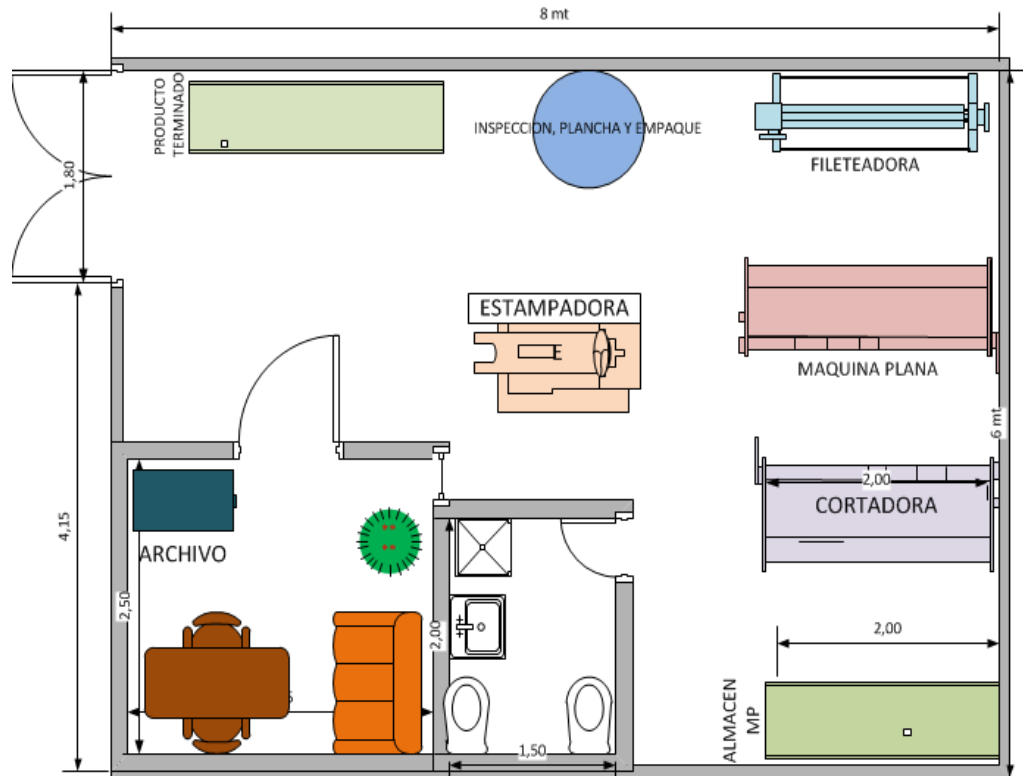 8 mt
PRODUCTO
TERMINADO
INSPECCION, PLANCHA Y EMPAQUE
FILETEADORA
1,80
ESTAMPADORA
MAQUINA PLANA
6 mt
2,00
CORTADORA
4,15
ARCHIVO
2,50
2,00
2,00
ALMACEN
MP
1,50